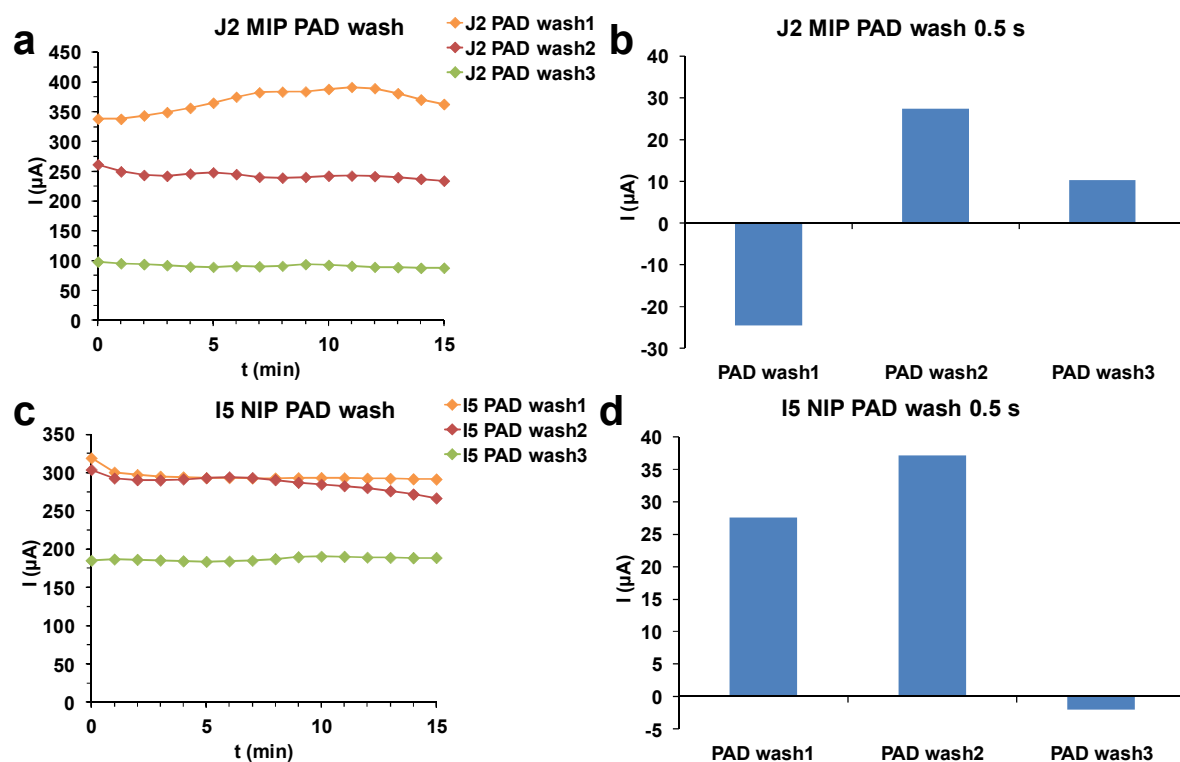 a
J2 MIP PAD wash
J2 PAD wash1
J2 PAD wash2
J2 PAD wash3
450
400
350
300
250
200
150
100
50
0
I (µA)
0
5
10
15
t (min)
b
J2 MIP PAD wash 0.5 s
40
30
20
10
0
-10
-20
-30
I (µA)
PAD wash1
PAD wash2
PAD wash3
c
I5 NIP PAD wash
I5 PAD wash1
I5 PAD wash2
I5 PAD wash3
350
300
250
200
150
100
50
0
I (µA)
0
5
10
15
t (min)
d
I5 NIP PAD wash 0.5 s
40
35
30
25
20
15
10
5
0
-5
I (µA)
PAD wash1
PAD wash2
PAD wash3